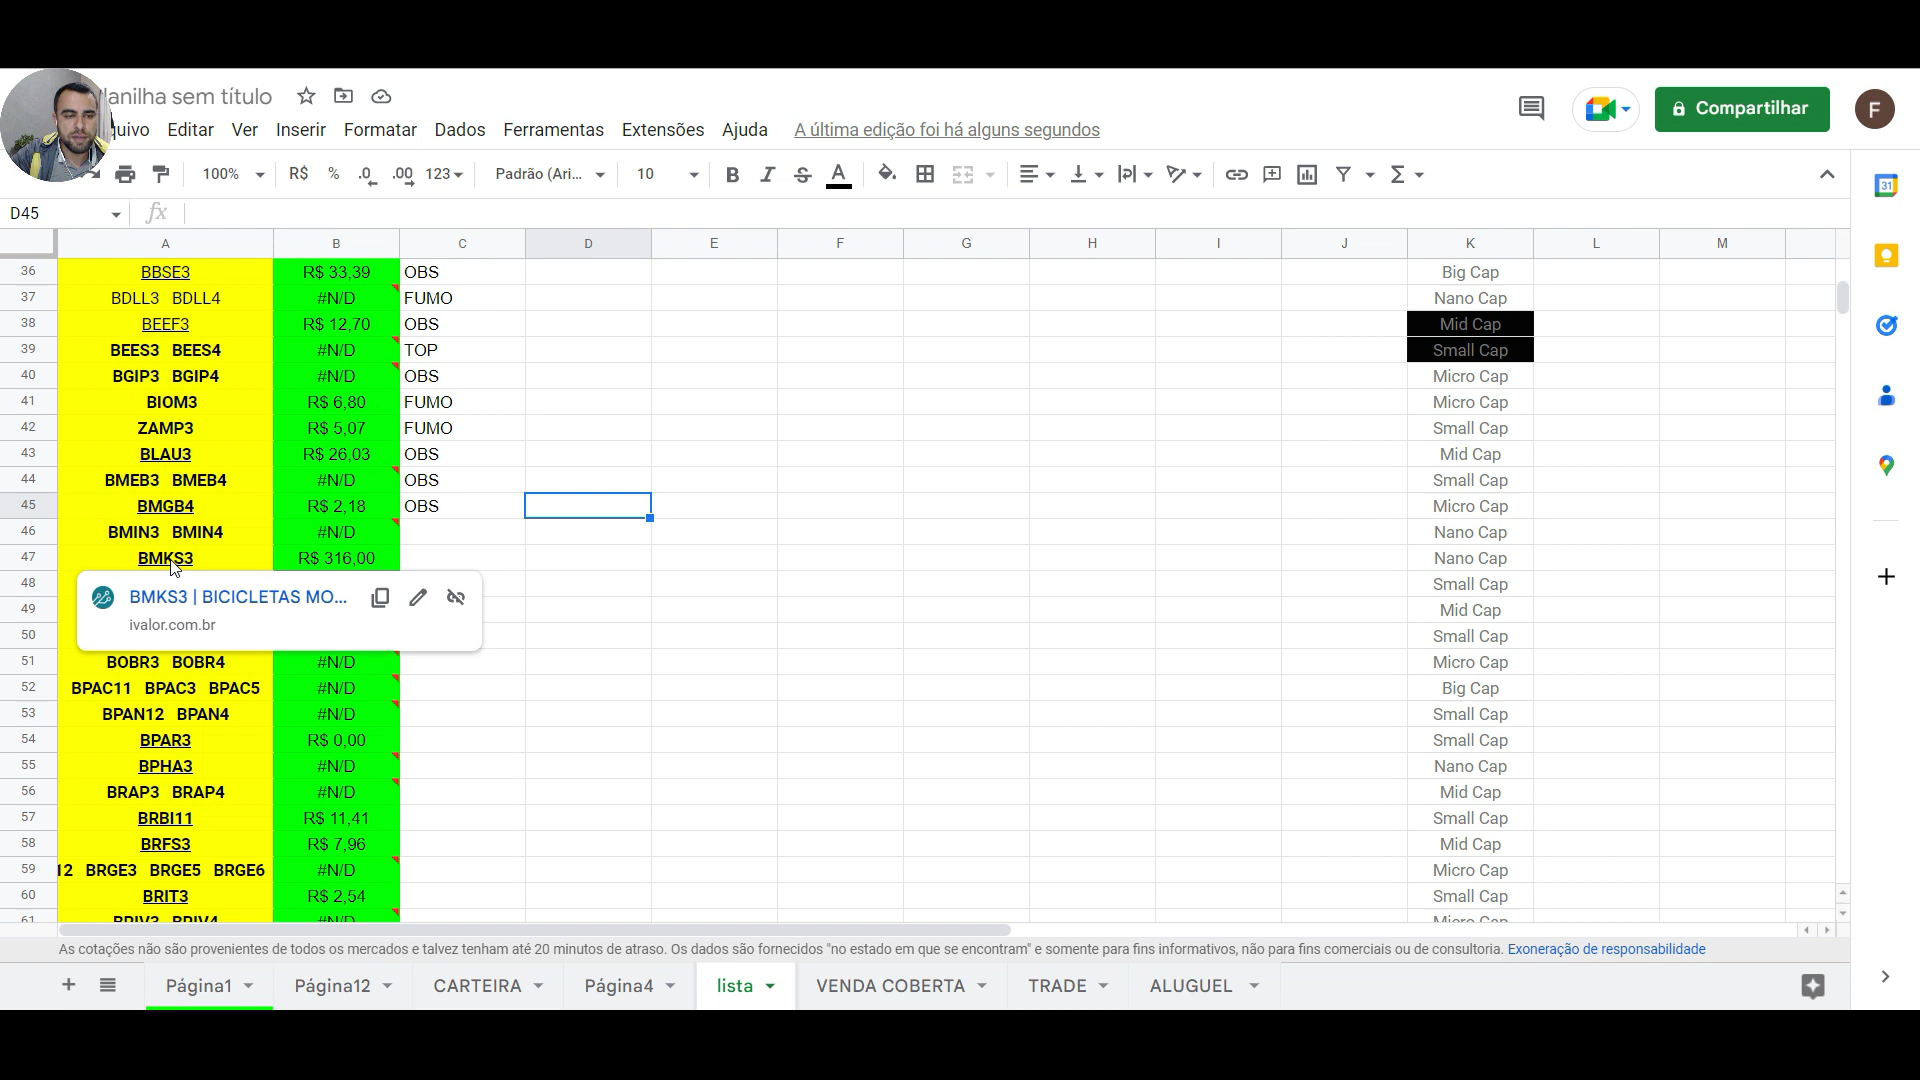 lanilha sem título
uivo Editar Ver Inserir Formatar Dados Ferramentas Extensões Ajuda A última edição foi há alguns segundos
Compartilhar
F
100% R$ % .0 .00 123 Padrão (Ari... 10 B I S A
31
D45 fx
A B C D E F G H I J K L M
36 BBSE3 R$ 33,39 OBS Big Cap
37 BDLL3 BDLL4 #N/D FUMO Nano Cap
38 BEEF3 R$ 12,70 OBS Mid Cap
39 BEES3 BEES4 #N/D TOP Small Cap
40 BGIP3 BGIP4 #N/D OBS Micro Cap
41 BIOM3 R$ 6,80 FUMO Micro Cap
42 ZAMP3 R$ 5,07 FUMO Small Cap
43 BLAU3 R$ 26,03 OBS Mid Cap
44 BMEB3 BMEB4 #N/D OBS Small Cap
45 BMGB4 R$ 2,18 OBS Micro Cap
46 BMIN3 BMIN4 #N/D Nano Cap
47 BMKS3 R$ 316,00 Nano Cap
48 Small Cap
BMKS3 | BICICLETAS MO...
49 Mid Cap
ivalor.com.br
50 Small Cap
51 BOBR3 BOBR4 #N/D Micro Cap
52 BPAC11 BPAC3 BPAC5 #N/D Big Cap
53 BPAN12 BPAN4 #N/D Small Cap
54 BPAR3 R$ 0,00 Small Cap
55 BPHA3 #N/D Nano Cap
56 BRAP3 BRAP4 #N/D Mid Cap
57 BRBI11 R$ 11,41 Small Cap
58 BRFS3 R$ 7,96 Mid Cap
59 12 BRGE3 BRGE5 BRGE6 #N/D Micro Cap
60 BRIT3 R$ 2,54 Small Cap
61 BRIV3 BRIV4 #N/D Micro Cap
As cotações não são provenientes de todos os mercados e talvez tenham até 20 minutos de atraso. Os dados são fornecidos "no estado em que se encontram" e somente para fins informativos, não para fins comerciais ou de consultoria. Exoneração de responsabilidade
Página1 Página12 CARTEIRA Página4 lista VENDA COBERTA TRADE ALUGUEL